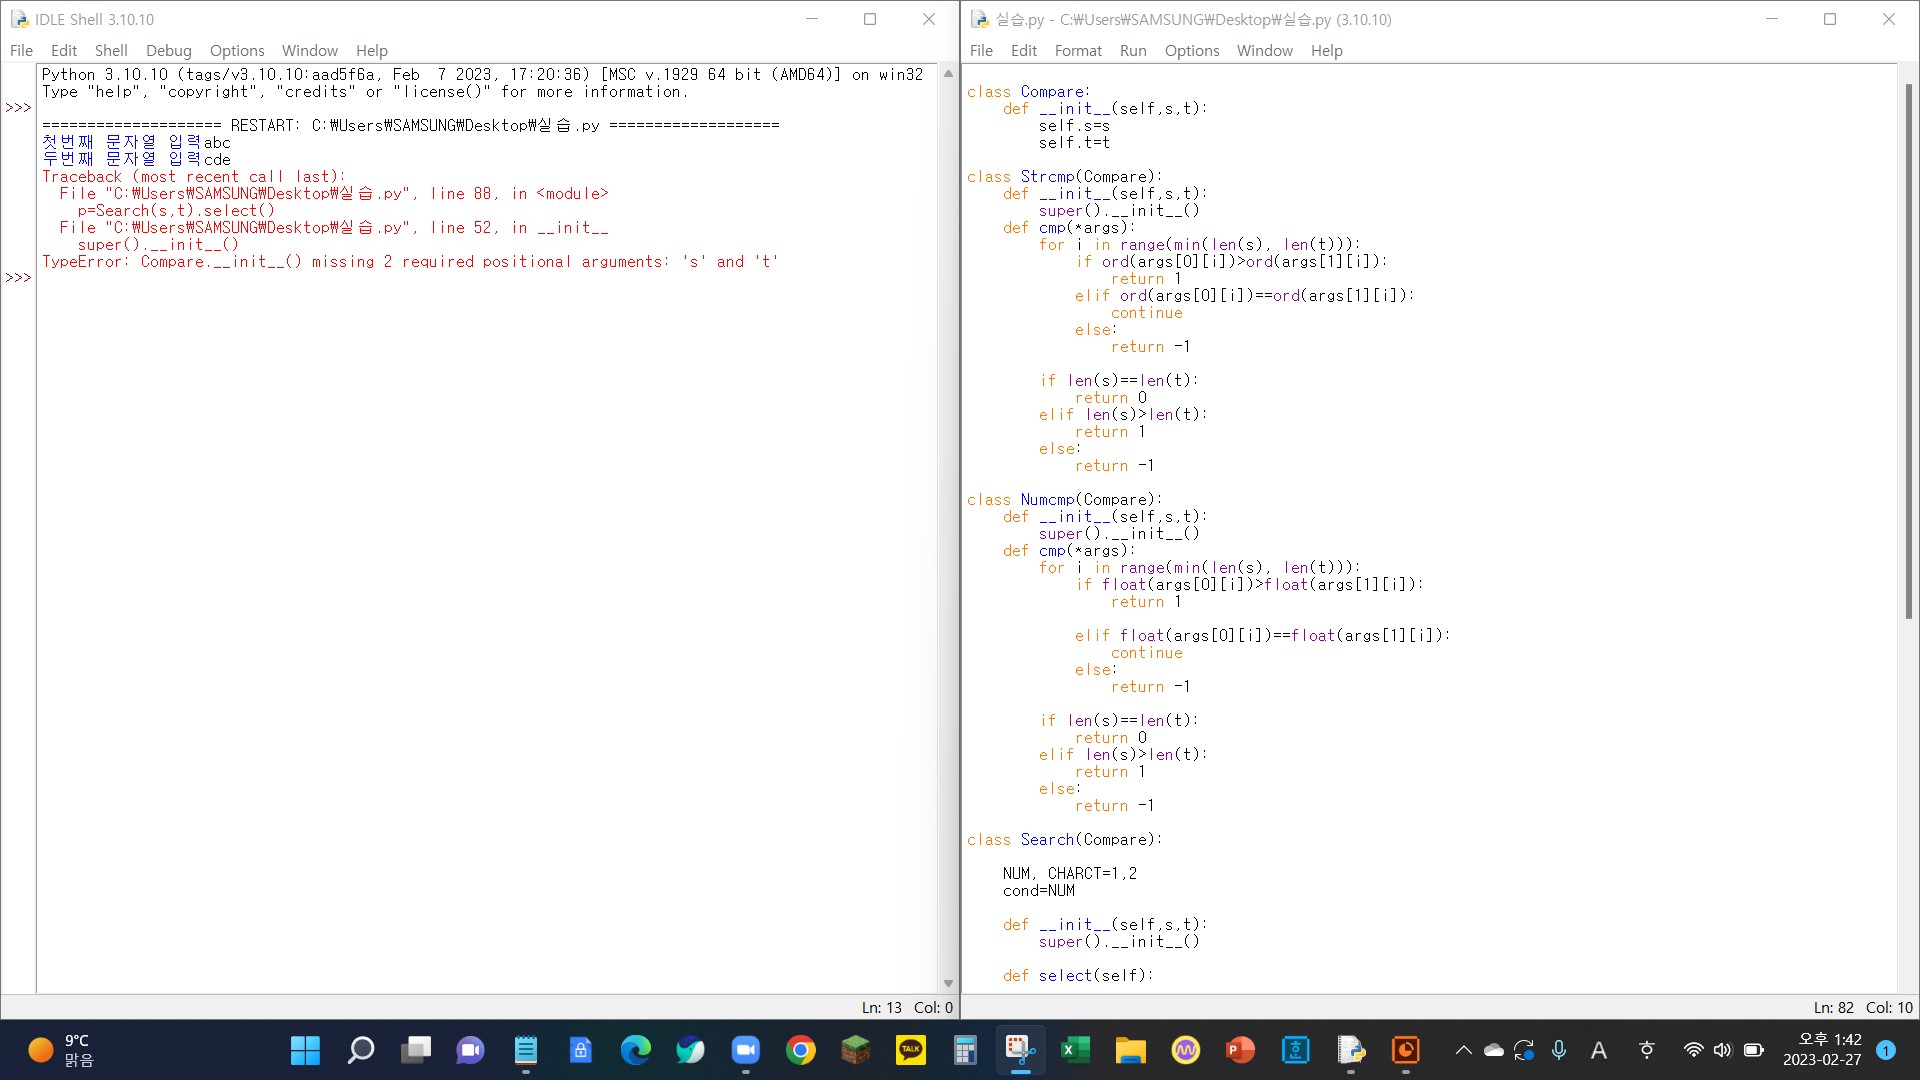 IDLE Shell 3.10.10
File Edit Shell Debug Options Window Help
Python 3.10.10 (tags/v3.10.10:aad5f6a, Feb  7 2023, 17:20:36) [MSC v.1929 64 bit (AMD64)] on win32
Type "help", "copyright", "credits" or "license()" for more information.
>>>
==================== RESTART: C:₩Users₩SAMSUNG₩Desktop₩실습.py ===================
첫번째 문자열 입력abc
두번째 문자열 입력cde
Traceback (most recent call last):
  File "C:₩Users₩SAMSUNG₩Desktop₩실습.py", line 88, in <module>
    p=Search(s,t).select()
  File "C:₩Users₩SAMSUNG₩Desktop₩실습.py", line 52, in __init__
    super().__init__()
TypeError: Compare.__init__() missing 2 required positional arguments: 's' and 't'
>>>
Ln: 13 Col: 0
실습.py - C:₩Users₩SAMSUNG₩Desktop₩실습.py (3.10.10)
File Edit Format Run Options Window Help
class Compare:
    def __init__(self,s,t):
        self.s=s
        self.t=t
class Strcmp(Compare):
    def __init__(self,s,t):
        super().__init__()
    def cmp(*args):
        for i in range(min(len(s), len(t))):
            if ord(args[0][i])>ord(args[1][i]):
                return 1
            elif ord(args[0][i])==ord(args[1][i]):
                continue
            else:
                return -1
        if len(s)==len(t):
            return 0
        elif len(s)>len(t):
            return 1
        else:
            return -1
class Numcmp(Compare):
    def __init__(self,s,t):
        super().__init__()
    def cmp(*args):
        for i in range(min(len(s), len(t))):
            if float(args[0][i])>float(args[1][i]):
                return 1
            elif float(args[0][i])==float(args[1][i]):
                continue
            else:
                return -1
        if len(s)==len(t):
            return 0
        elif len(s)>len(t):
            return 1
        else:
            return -1
class Search(Compare):
    NUM, CHARCT=1,2
    cond=NUM
    def __init__(self,s,t):
        super().__init__()
    def select(self):
Ln: 82 Col: 10
9°C
맑음
TALK
A
오후 1:42
2023-02-27
1